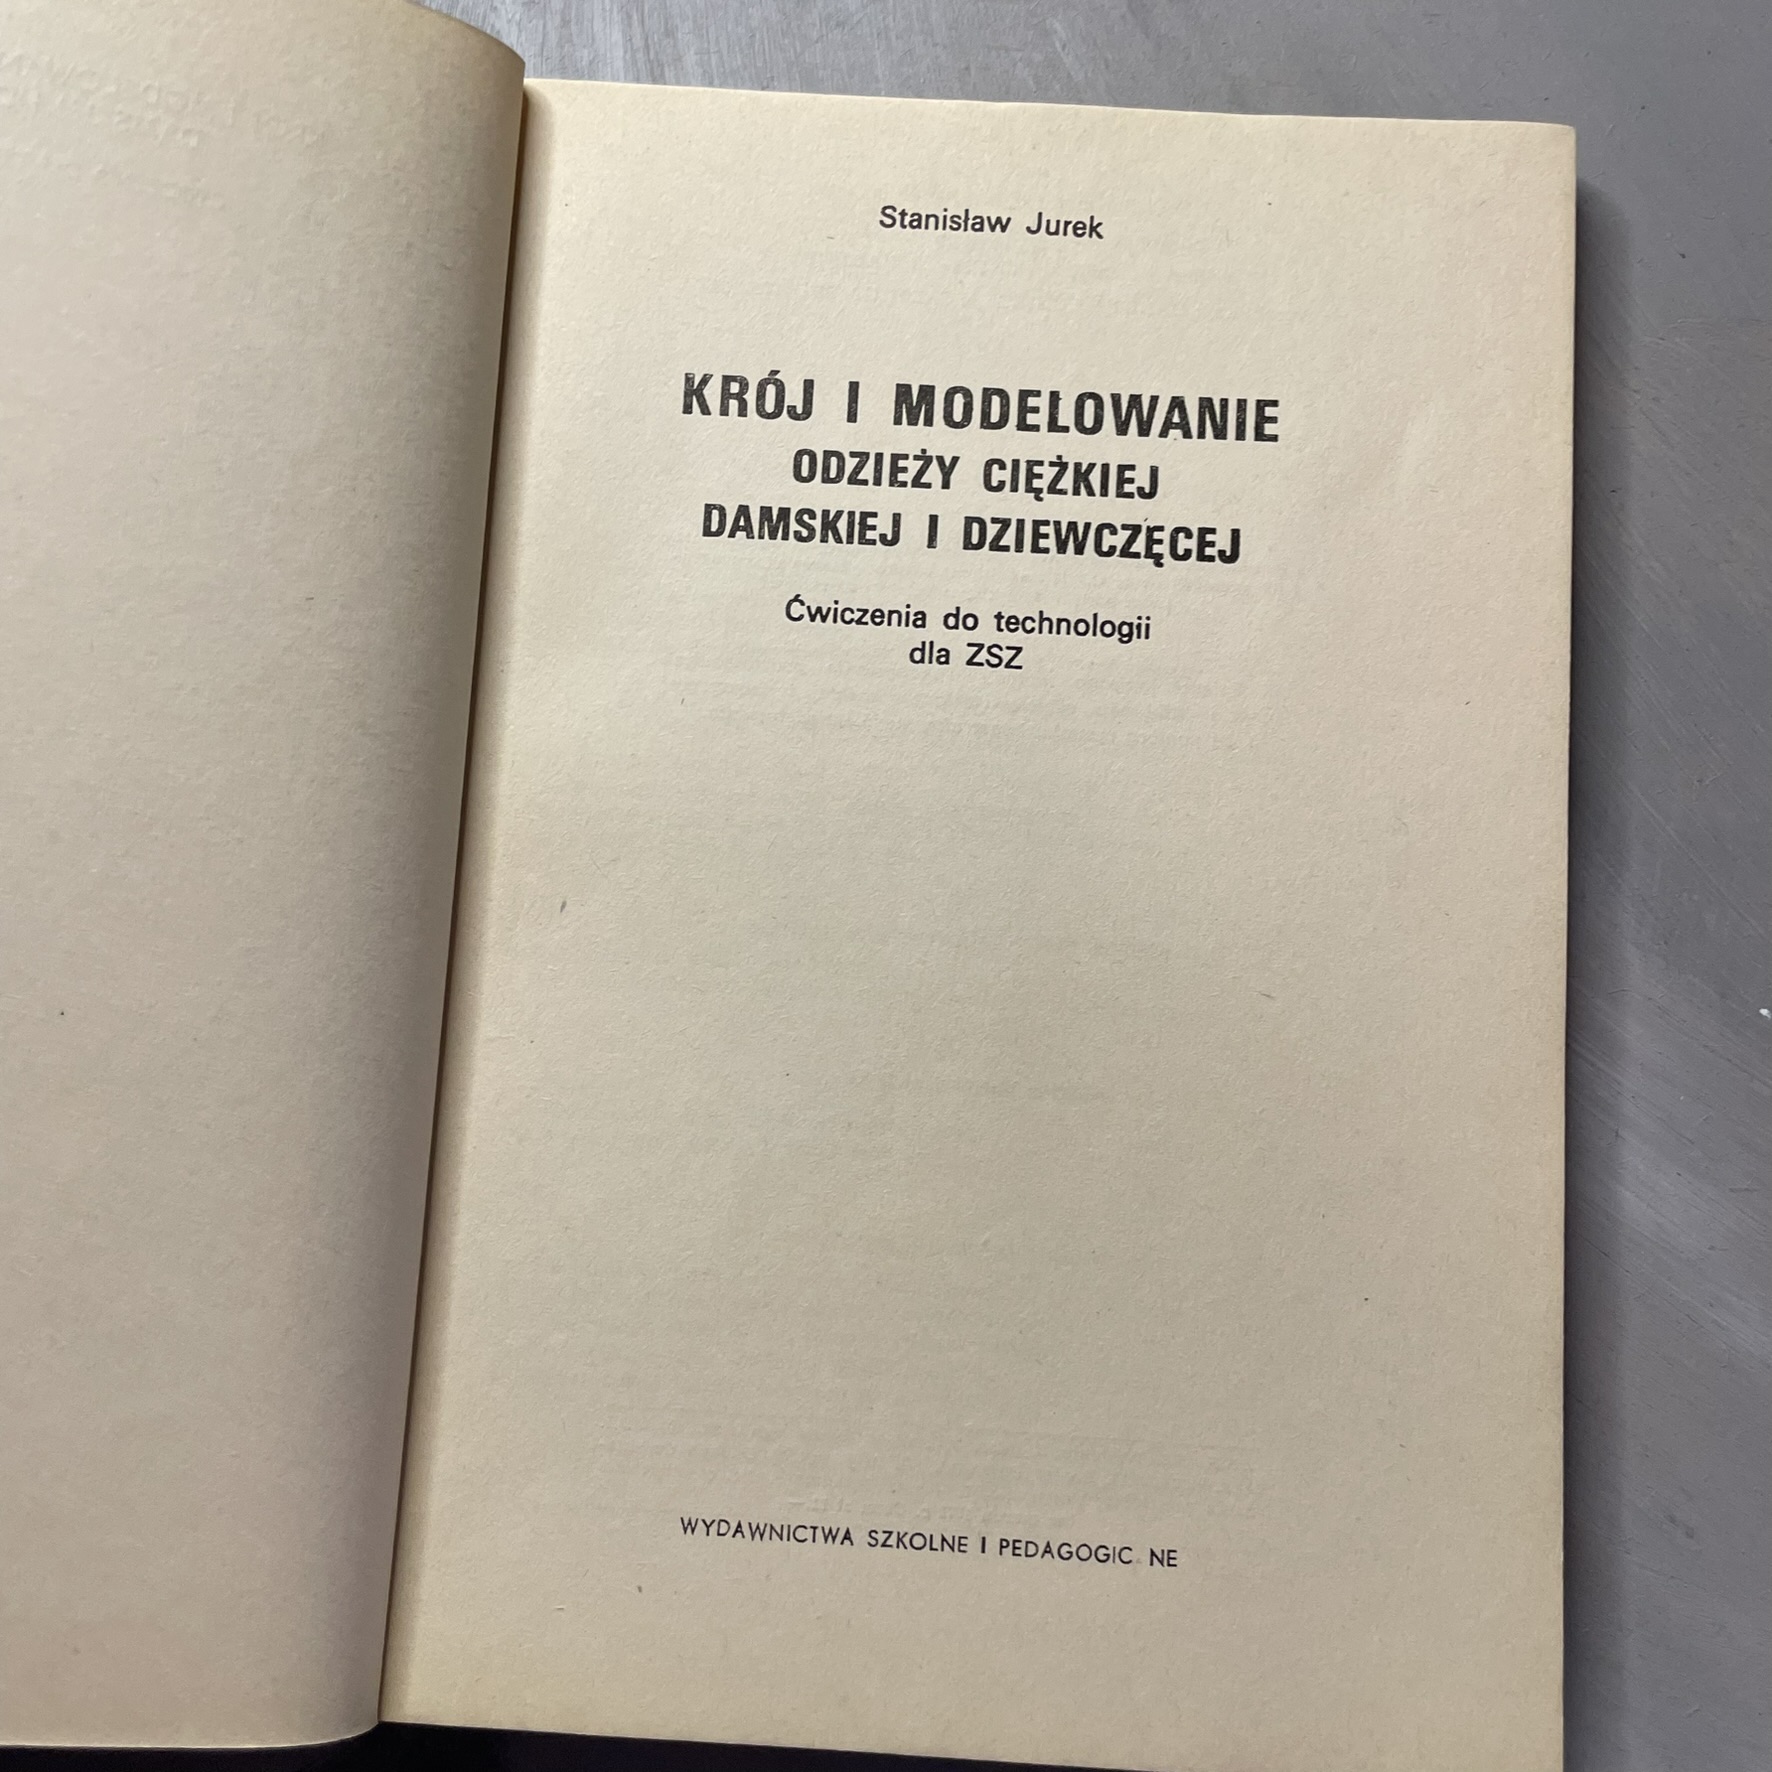 Stanisław Jurek
KRÓJ I MODELOWANIE
ODZIEŻY CIĘŻKIEJ
DAMSKIEJ I DZIEWCZĘCEJ
Ćwiczenia do technologii
dla ZSZ
WYDAWNICTWA SZKOLNE I PEDAGOGIC NE